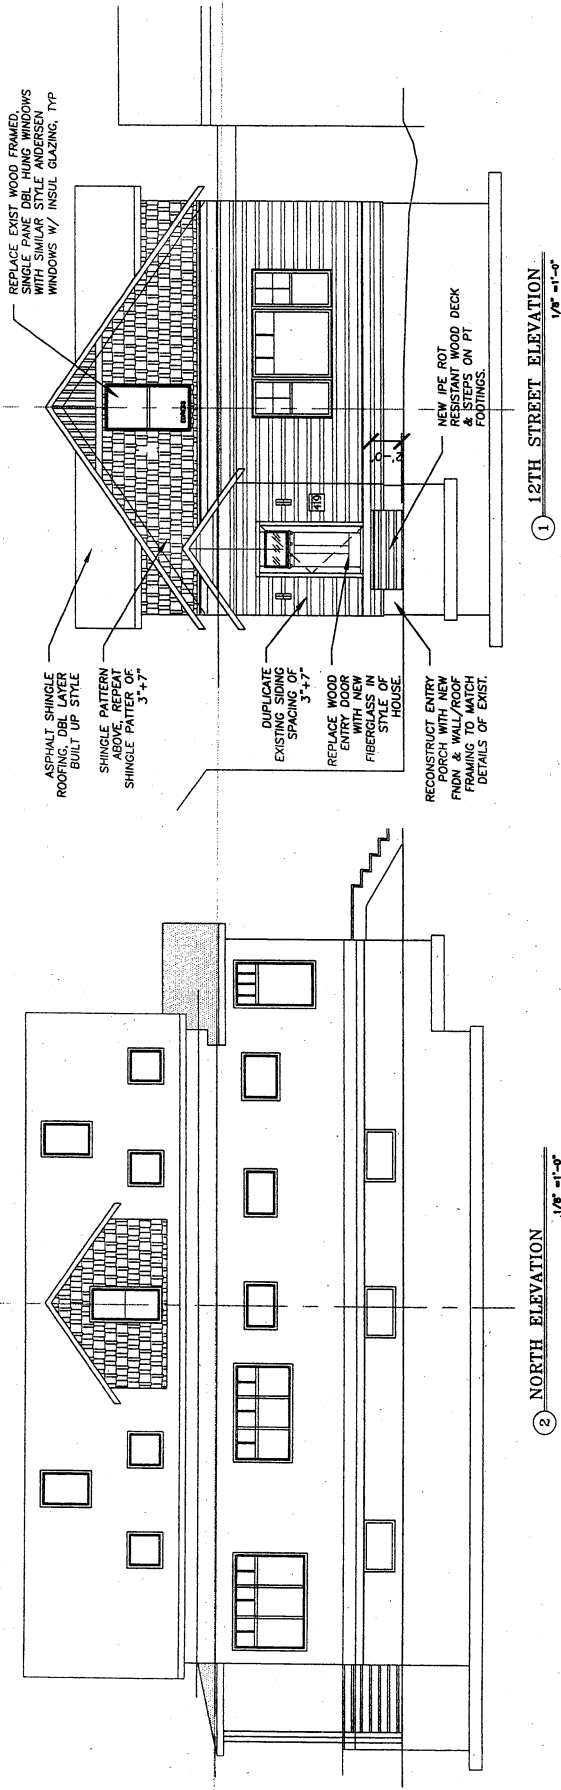 REPLACE EXIST WOOD FRAMED,
SINGLE PANE DBL HUNG WINDOWS
WITH SIMILAR STYLE ANDERSEN
WINDOWS W/ INSUL GLAZING, TYP
ASPHALT SHINGLE
ROOFING, DBL LAYER
BUILT UP STYLE
SHINGLE PATTERN
ABOVE, REPEAT
SHINGLE PATTER OF
3"+7"
EGRESS
419
DUPLICATE
EXISTING SIDING
SPACING OF
3"+7"
REPLACE WOOD
ENTRY DOOR
WITH NEW
FIBERGLASS IN
STYLE OF
HOUSE.
RECONSTRUCT ENTRY
PORCH WITH NEW
FNDN & WALL/ROOF
FRAMING TO MATCH
DETAILS OF EXIST.
NEW IPE ROT
RESISTANT WOOD DECK
& STEPS ON PT
FOOTINGS.
1 12TH STREET ELEVATION
1/8" =1'-0"
2 NORTH ELEVATION
1/8" =1'-0"